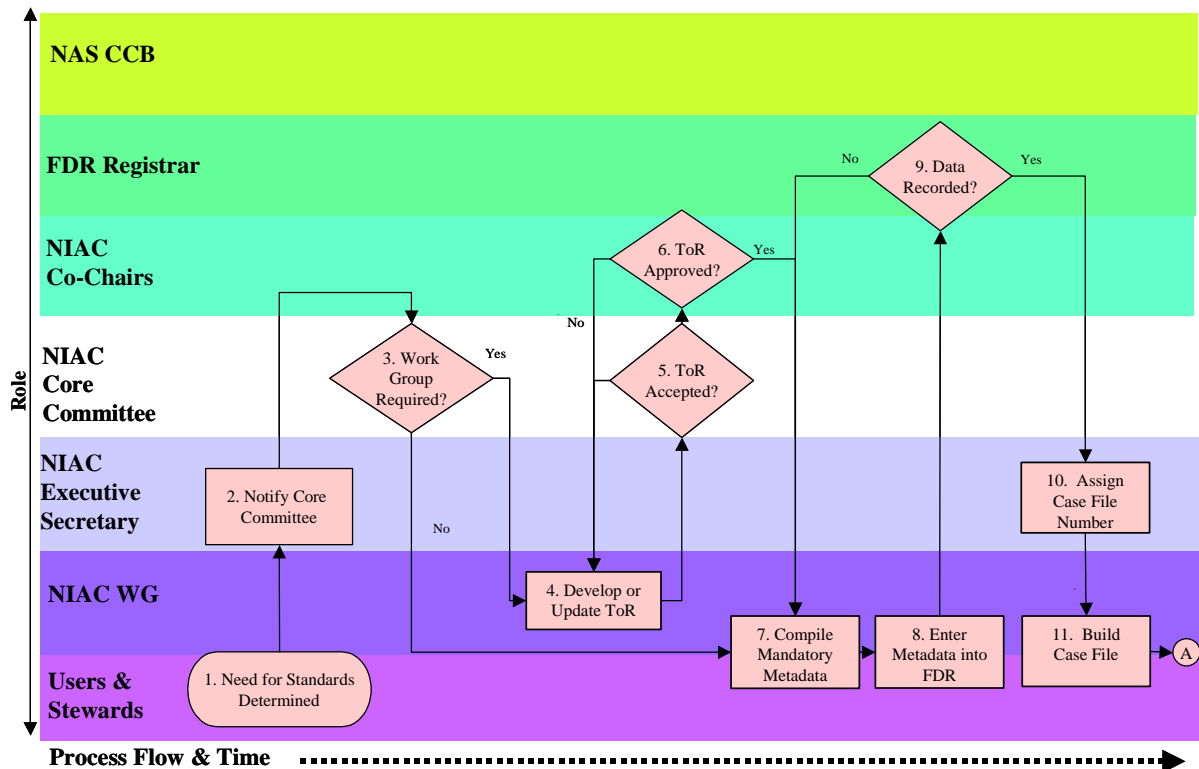 NAS CCB
FDR Registrar
No
9. Data
Recorded?
Yes
NIAC
Co-Chairs
6. ToR
Approved?
Yes
No
NIAC
Core
Committee
3. Work
Group
Required?
Yes
5. ToR
Accepted?
Role
NIAC
Executive
Secretary
2. Notify Core
Committee
No
10. Assign
Case File
Number
NIAC WG
4. Develop or
Update ToR
7. Compile
Mandatory
Metadata
8. Enter
Metadata into
FDR
11. Build
Case File
A
Users &
Stewards
1. Need for Standards
Determined
Process Flow & Time